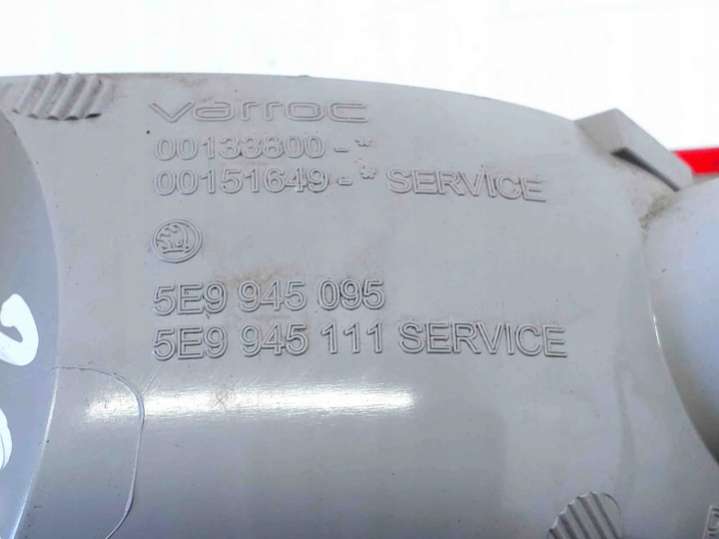 varroc
00133800-*
00151649-* SERVICE
5E9 945 095
5E9 945 111 SERVICE